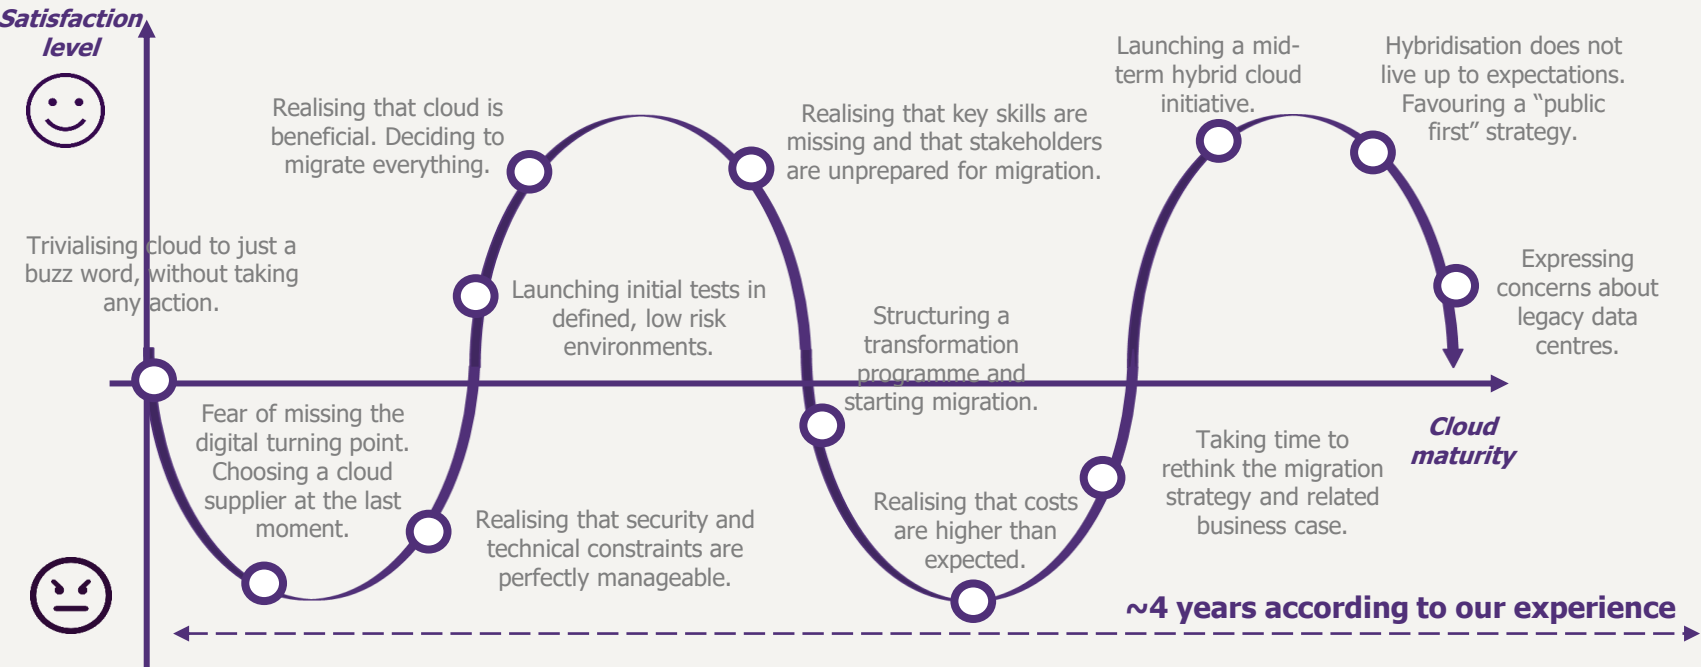 Satisfaction
level
Trivialising cloud to just a
buzz word, without taking
any action.
Fear of missing the
digital turning point.
Choosing a cloud
supplier at the last
moment.
Realising that security and
technical constraints are
perfectly manageable.
Launching initial tests in
defined, low risk
environments.
Realising that cloud is
beneficial. Deciding to
migrate everything.
Realising that key skills are
missing and that stakeholders
are unprepared for migration.
Structuring a
transformation
programme and
starting migration.
Realising that costs
are higher than
expected.
Taking time to
rethink the migration
strategy and related
business case.
Launching a mid-
term hybrid cloud
initiative.
Hybridisation does not
live up to expectations.
Favouring a “public
first” strategy.
Expressing
concerns about
legacy data
centres.
Cloud
maturity
~4 years according to our experience